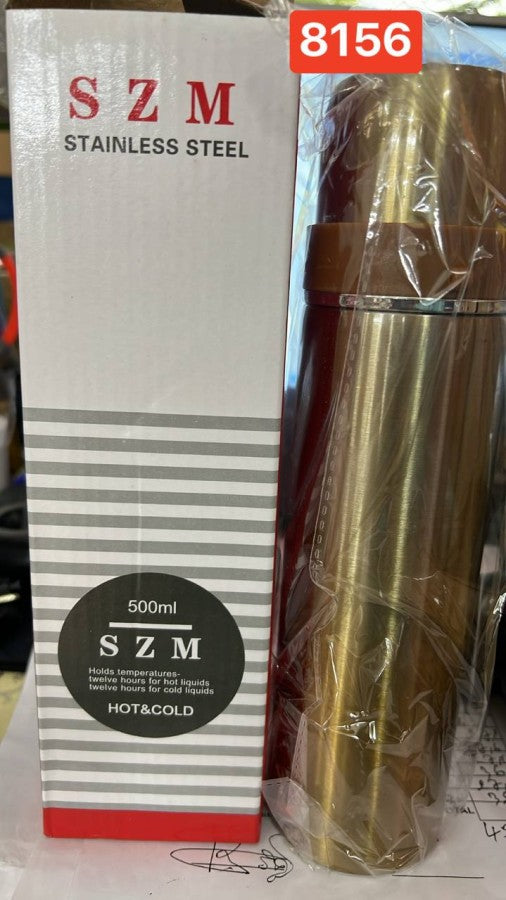 8156
S Z M
STAINLESS STEEL
500ml
S Z M
Holds temperatures-
twelve hours for hot liquids
twelve hours for cold liquids
HOT&COLD